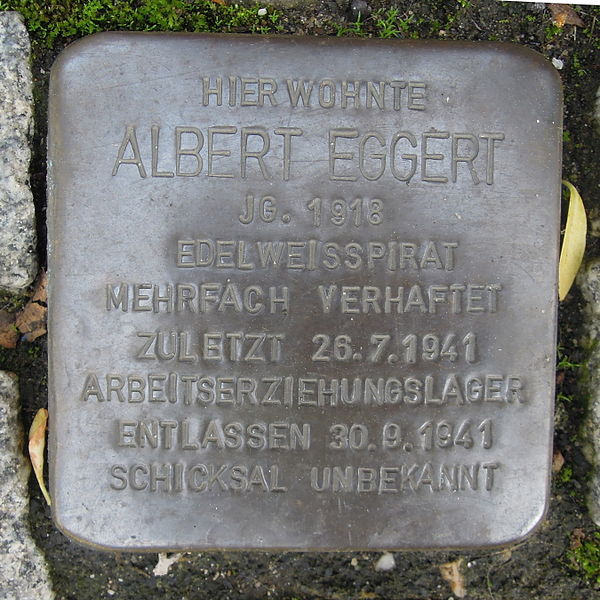 HIER WOHNTE
ALBERT EGGERT
JG. 1918
EDELWEISSPIRAT
MEHRFACH VERHAFTET
ZULETZT 26.7.1941
ARBEITSERZIEHUNGSLAGER
ENTLASSEN 30.9.1941
SCHICKSAL UNBEKANNT